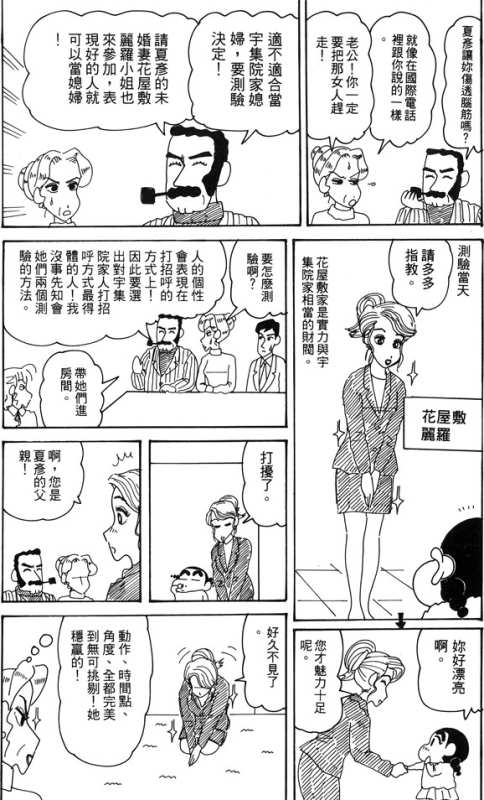 夏彥讓妳傷透腦筋嗎？
就像在國際電話
裡跟你說的一樣
。
老公！你一定
要把那女人趕
走！
適不適合當
宇集院家媳
婦，要測驗
決定！
請夏彥的未
婚妻花屋敷
麗羅小姐也
來參加，表
現好的人就
可以當媳婦
！
測驗當天
請多多
指教。
花屋敷
麗羅
花屋敷家是實力與宇
集院家相當的財閥。
妳好漂亮
啊。
您才魅力十足
呢。
要怎麼測
驗啊？
人的個性
會表現在
打招呼的
方式上！
因此要選
出對宇集
院家人打招
呼方式最得
體的人！我
沒事先知會
她們兩個測
驗的方法。
帶她們進
房間。
打擾了。
啊，您是
夏彥的父
親！
好久不見了
。
動作、時間點、
角度、全都完美
到無可挑剔！她
穩贏的！